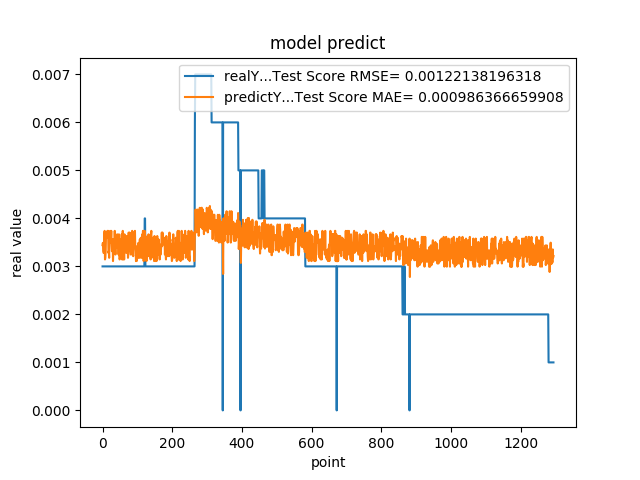 model predict
realY...Test Score RMSE= 0.00122138196318
predictY...Test Score MAE= 0.000986366659908
0.007
0.006
0.005
0.004
0.003
0.002
0.001
0.000
real value
0 200 400 600 800 1000 1200
point